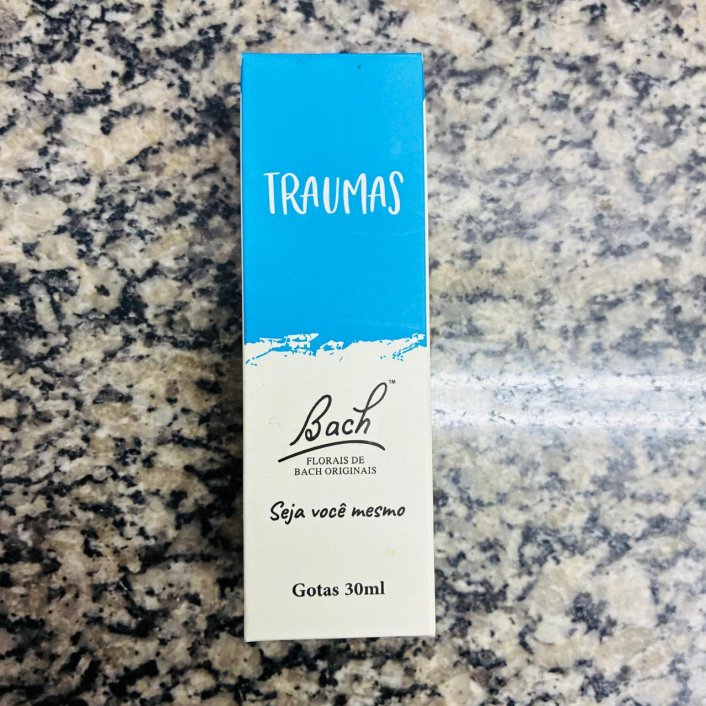 TRAUMAS
Bach™
FLORAIS DE
BACH ORIGINAIS
Seja você mesmo
Gotas 30ml